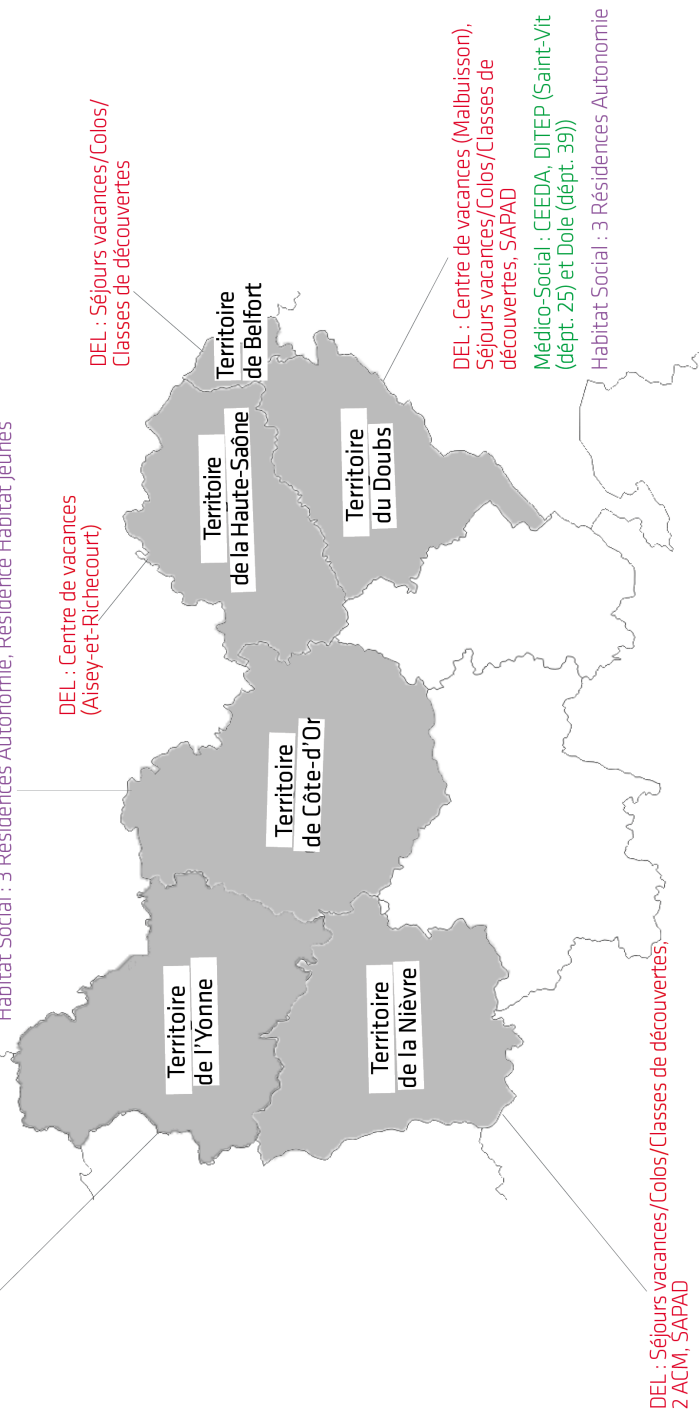 Habitat Social : 3 Résidences Autonomie, Résidence Habitat Jeunes
DEL : Centre de vacances
(Aisey-et-Richecourt)
DEL : Séjours vacances/Colos/
Classes de découvertes
Territoire
de l'Yonne
Territoire
de Côte-d'Or
Territoire
de la Haute-Saône
Territoire
de Belfort
Territoire
de la Nièvre
Territoire
du Doubs
DEL : Centre de vacances (Malbuisson),
Séjours vacances/Colos/Classes de
découvertes, SAPAD
Médico-Social : CEEDA, DITEP (Saint-Vit
(dépt. 25) et Dole (dépt. 39))
Habitat Social : 3 Résidences Autonomie
DEL : Séjours vacances/Colos/Classes de découvertes,
2 ACM, SAPAD